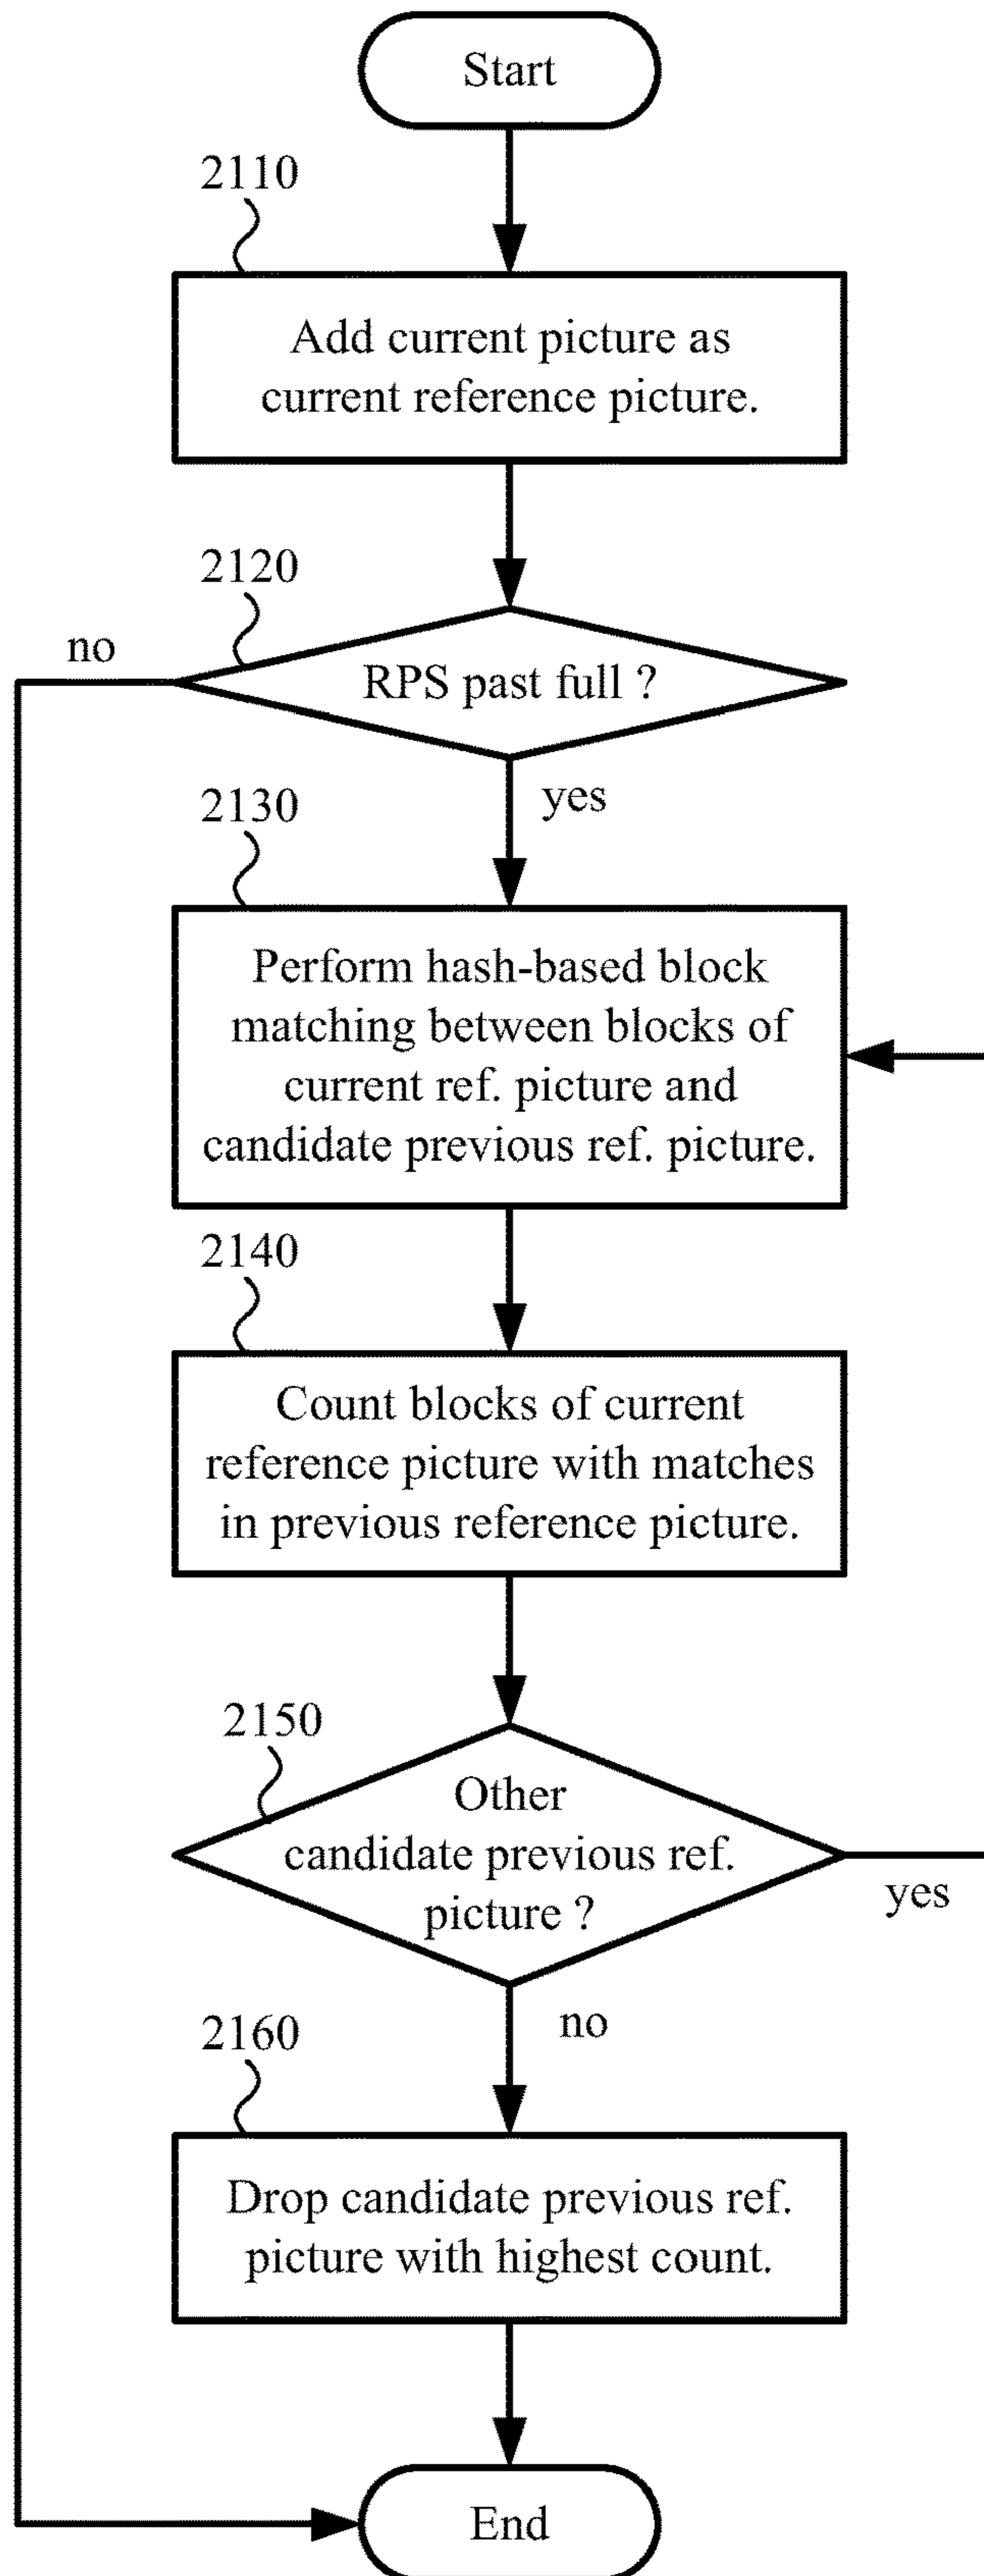 Start
2110
Add current picture as
current reference picture.
2120
no
RPS past full ?
yes
2130
Perform hash-based block
matching between blocks of
current ref. picture and
candidate previous ref. picture.
2140
Count blocks of current
reference picture with matches
in previous reference picture.
2150
Other
candidate previous ref.
picture ?
yes
no
2160
Drop candidate previous ref.
picture with highest count.
End